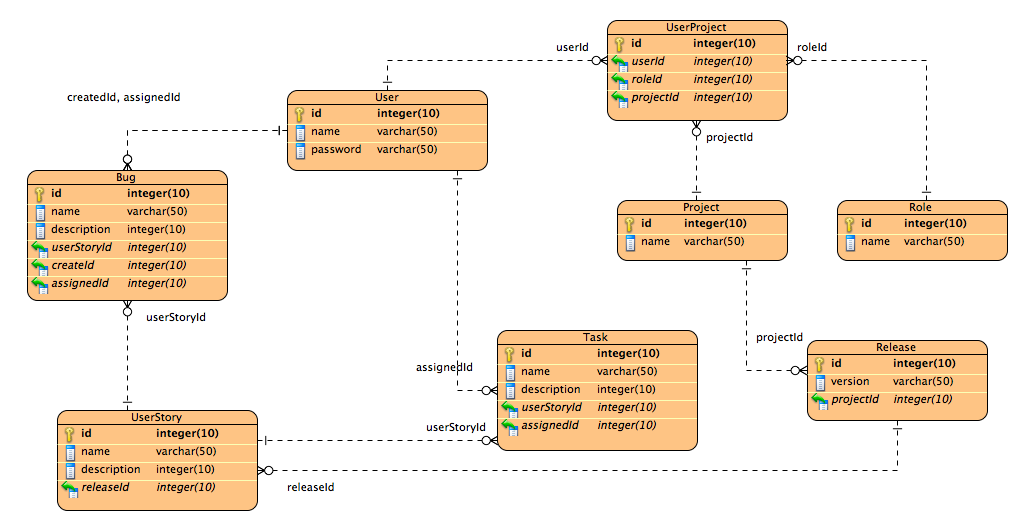 UserProject
id integer(10)
userId integer(10)
roleId integer(10)
projectId integer(10)
userId
roleId
projectId
createdId, assignedId
User
id integer(10)
name varchar(50)
password varchar(50)
Bug
id integer(10)
name varchar(50)
description integer(10)
userStoryId integer(10)
createId integer(10)
assignedId integer(10)
Project
id integer(10)
name varchar(50)
Role
id integer(10)
name varchar(50)
userStoryId
Task
id integer(10)
name varchar(50)
description integer(10)
userStoryId integer(10)
assignedId integer(10)
assignedId
projectId
Release
id integer(10)
version varchar(50)
projectId integer(10)
UserStory
id integer(10)
name varchar(50)
description integer(10)
releaseId integer(10)
userStoryId
releaseId